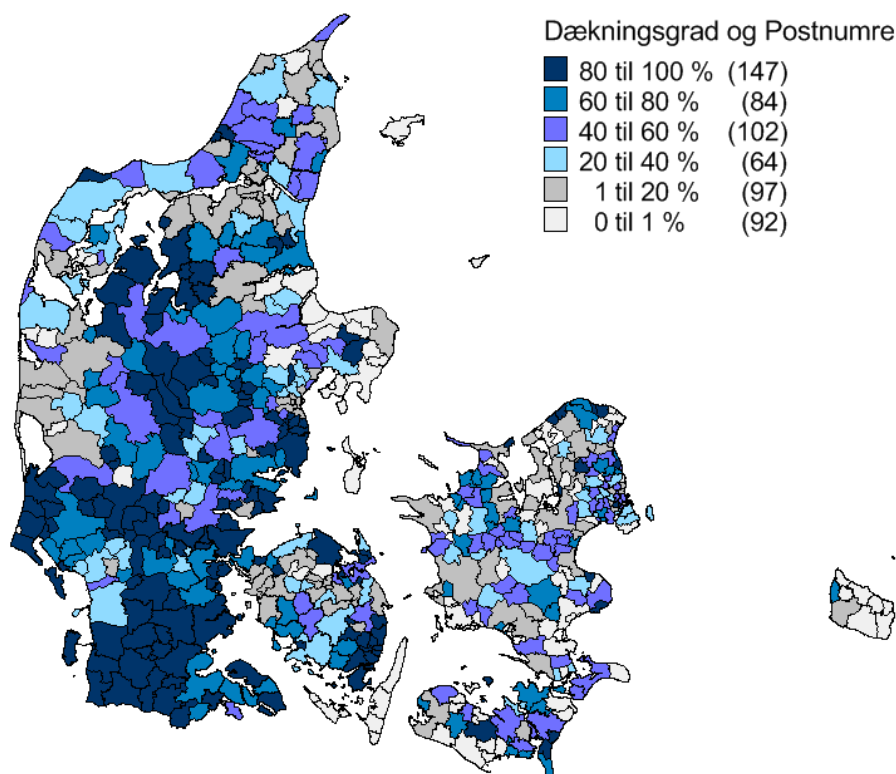 Dækningsgrad og Postnumre
80 til 100 % (147)
60 til 80 % (84)
40 til 60 % (102)
20 til 40 % (64)
1 til 20 % (97)
0 til 1 % (92)